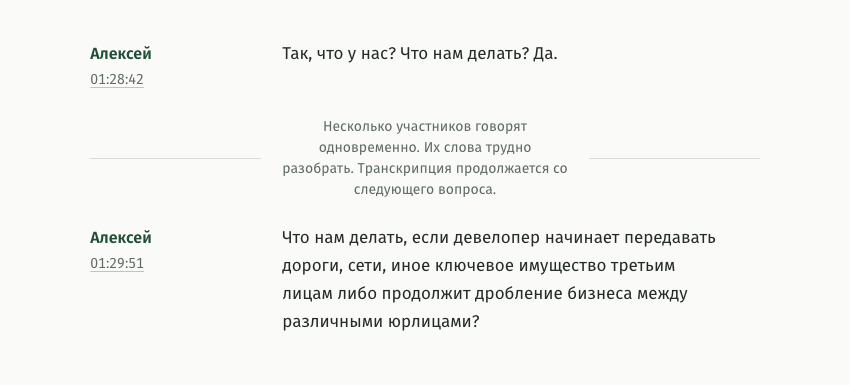 Алексей
Так, что у нас? Что нам делать? Да.
01:28:42
Несколько участников говорят
одновременно. Их слова трудно
разобрать. Транскрипция продолжается со
следующего вопроса.
Алексей
Что нам делать, если девелопер начинает передавать
01:29:51
дороги, сети, иное ключевое имущество третьим
лицам либо продолжит дробление бизнеса между
различными юрлицами?